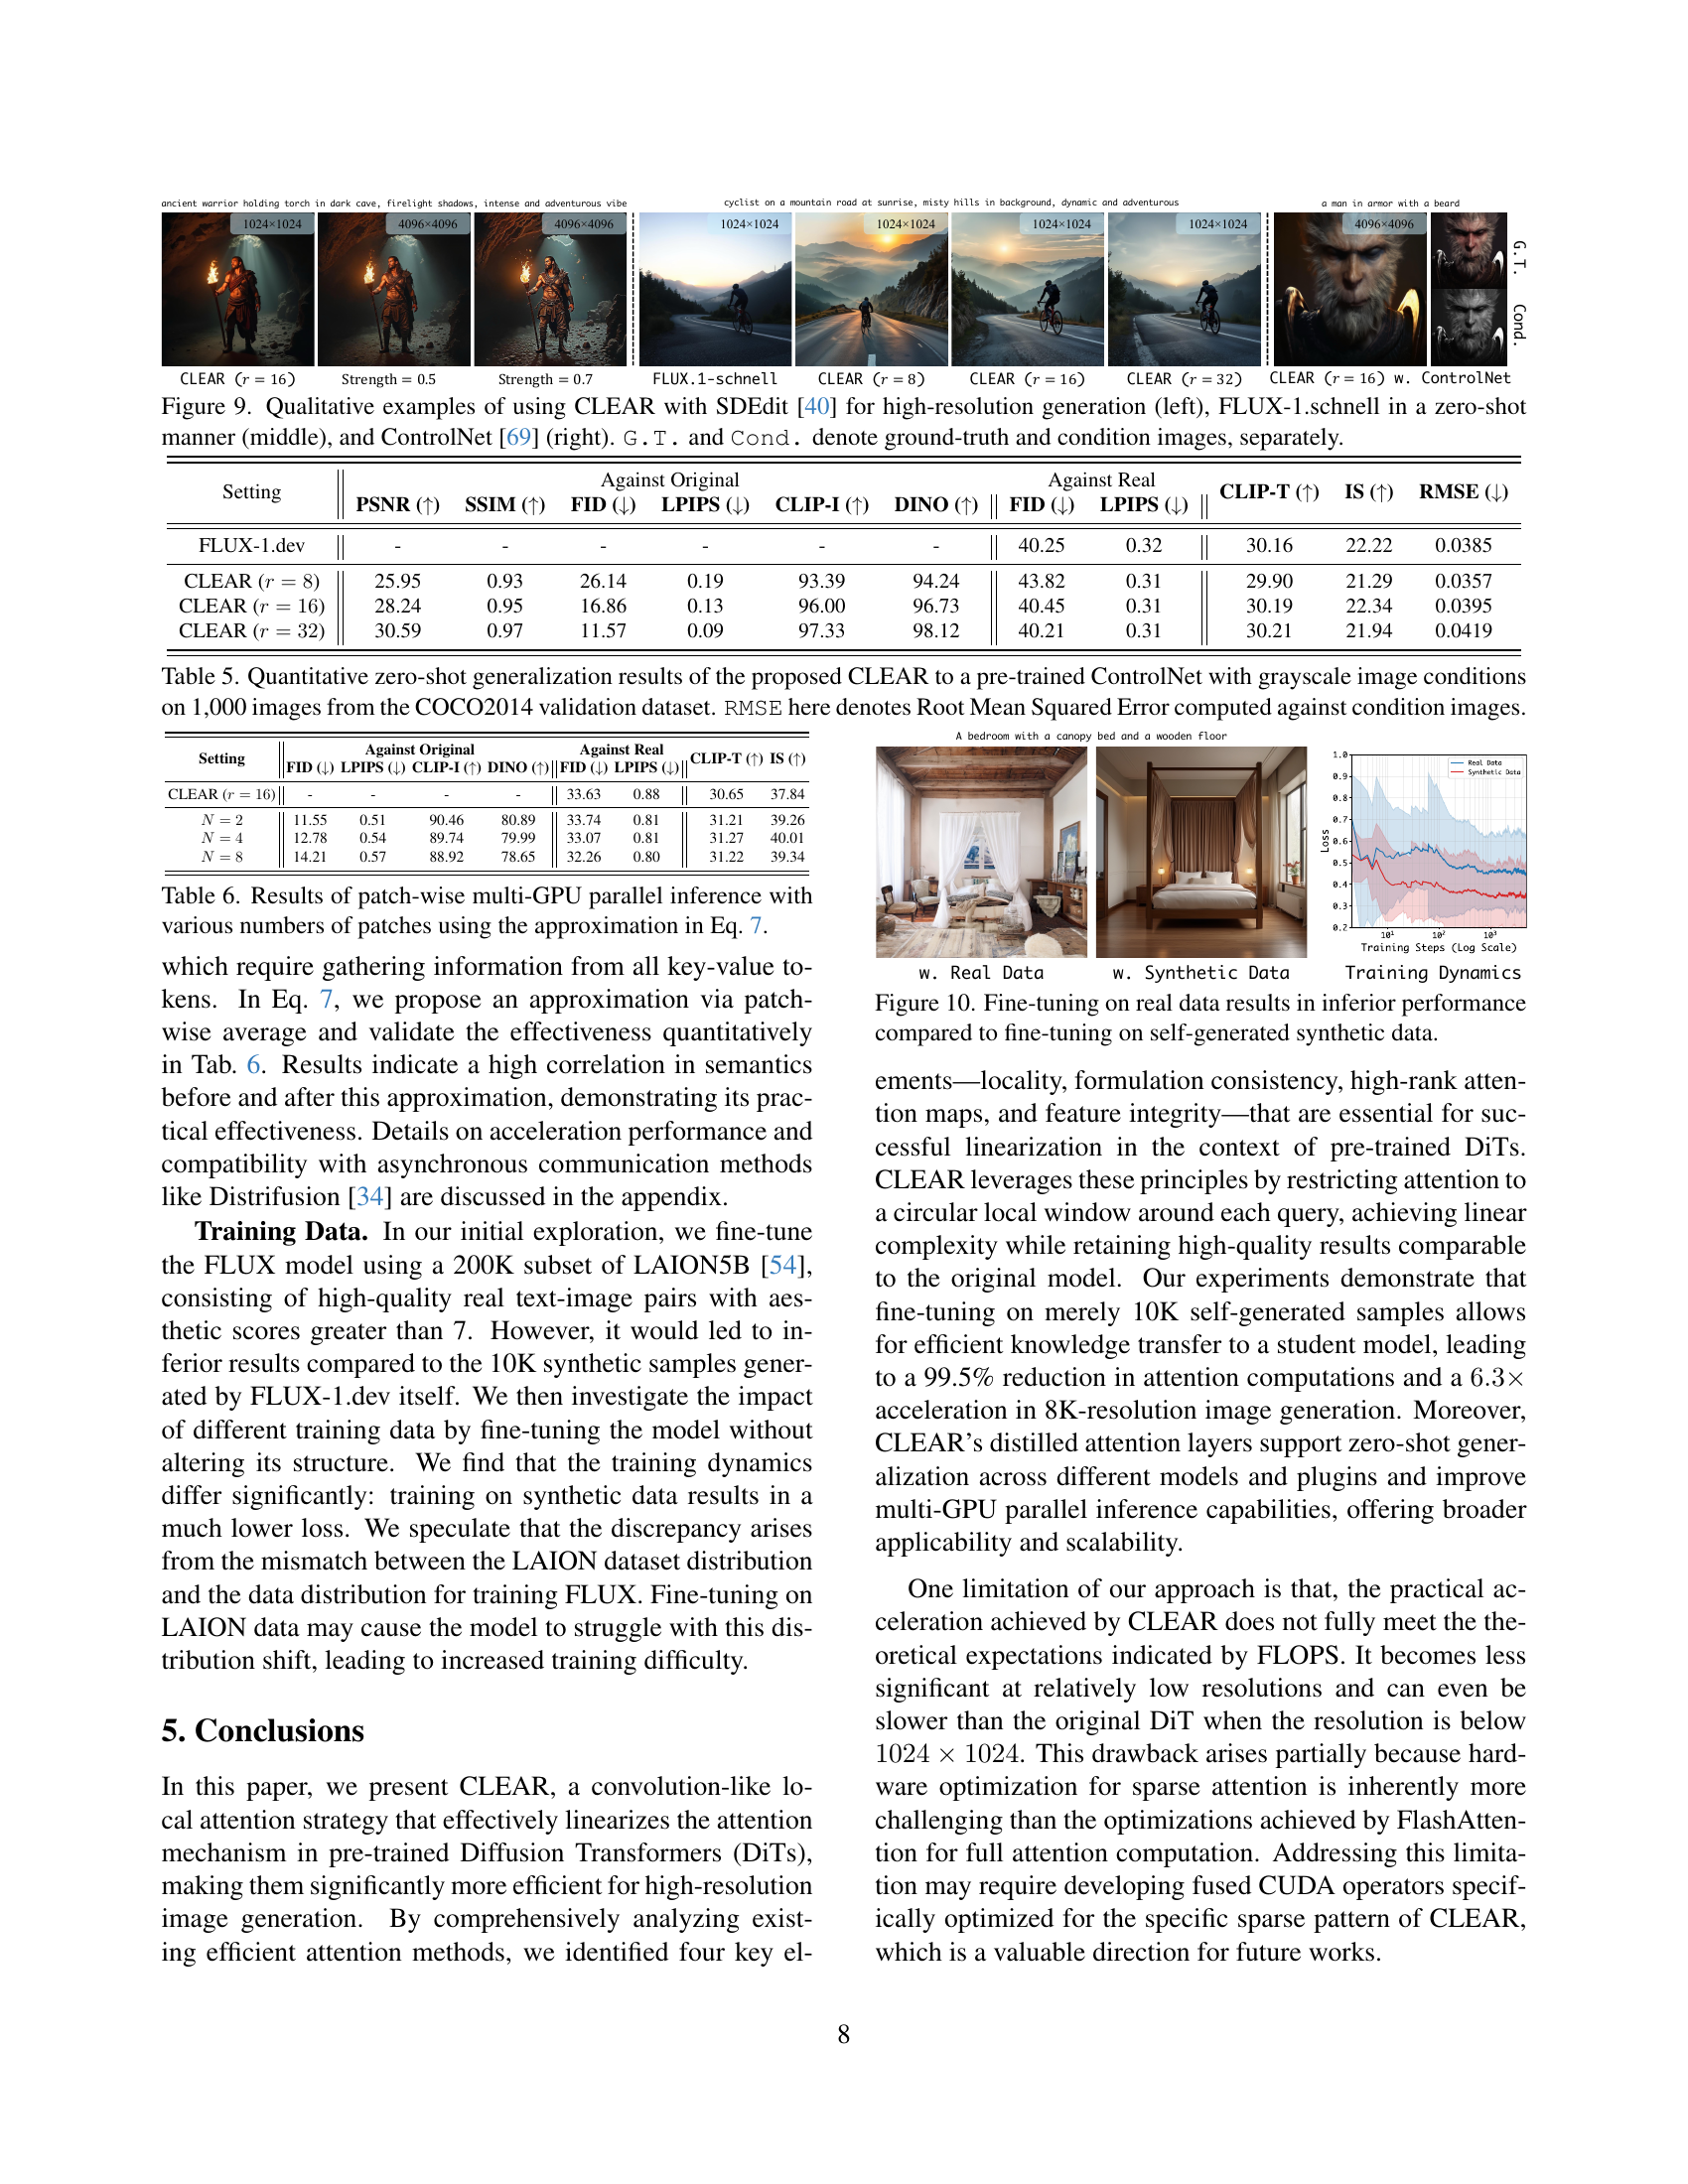 ancient warrior holding torch in dark cave, firelight shadows, intense and adventurous vibe
cyclist on a mountain road at sunrise, misty hills in background, dynamic and adventurous
a man in armor with a beard
1024×1024 4096×4096 4096×4096 1024×1024 1024×1024 1024×1024 1024×1024 4096×4096
G.T. Cond.
CLEAR (r = 16) Strength = 0.5 Strength = 0.7 FLUX.1-schnell CLEAR (r = 8) CLEAR (r = 16) CLEAR (r = 32) CLEAR (r = 16) w. ControlNet
Figure 9. Qualitative examples of using CLEAR with SDEdit [40] for high-resolution generation (left), FLUX-1.schnell in a zero-shot
manner (middle), and ControlNet [69] (right). G.T. and Cond. denote ground-truth and condition images, separately.
Setting Against Original Against Real CLIP-T (↑) IS (↑) RMSE (↓)
PSNR (↑) SSIM (↑) FID (↓) LPIPS (↓) CLIP-I (↑) DINO (↑) FID (↓) LPIPS (↓)
FLUX-1.dev - - - - - - 40.25 0.32 30.16 22.22 0.0385
CLEAR (r = 8) 25.95 0.93 26.14 0.19 93.39 94.24 43.82 0.31 29.90 21.29 0.0357
CLEAR (r = 16) 28.24 0.95 16.86 0.13 96.00 96.73 40.45 0.31 30.19 22.34 0.0395
CLEAR (r = 32) 30.59 0.97 11.57 0.09 97.33 98.12 40.21 0.31 30.21 21.94 0.0419
Table 5. Quantitative zero-shot generalization results of the proposed CLEAR to a pre-trained ControlNet with grayscale image conditions
on 1,000 images from the COCO2014 validation dataset. RMSE here denotes Root Mean Squared Error computed against condition images.
Setting Against Original Against Real CLIP-T (↑) IS (↑)
FID (↓) LPIPS (↓) CLIP-I (↑) DINO (↑) FID (↓) LPIPS (↓)
CLEAR (r = 16) - - - - 33.63 0.88 30.65 37.84
N = 2 11.55 0.51 90.46 80.89 33.74 0.81 31.21 39.26
N = 4 12.78 0.54 89.74 79.99 33.07 0.81 31.27 40.01
N = 8 14.21 0.57 88.92 78.65 32.26 0.80 31.22 39.34
Table 6. Results of patch-wise multi-GPU parallel inference with
various numbers of patches using the approximation in Eq. 7.
which require gathering information from all key-value to-
kens. In Eq. 7, we propose an approximation via patch-
wise average and validate the effectiveness quantitatively
in Tab. 6. Results indicate a high correlation in semantics
before and after this approximation, demonstrating its prac-
tical effectiveness. Details on acceleration performance and
compatibility with asynchronous communication methods
like Distrifusion [34] are discussed in the appendix.
Training Data. In our initial exploration, we fine-tune
the FLUX model using a 200K subset of LAION5B [54],
consisting of high-quality real text-image pairs with aes-
thetic scores greater than 7. However, it would led to in-
ferior results compared to the 10K synthetic samples gener-
ated by FLUX-1.dev itself. We then investigate the impact
of different training data by fine-tuning the model without
altering its structure. We find that the training dynamics
differ significantly: training on synthetic data results in a
much lower loss. We speculate that the discrepancy arises
from the mismatch between the LAION dataset distribution
and the data distribution for training FLUX. Fine-tuning on
LAION data may cause the model to struggle with this dis-
tribution shift, leading to increased training difficulty.
5. Conclusions
In this paper, we present CLEAR, a convolution-like lo-
cal attention strategy that effectively linearizes the attention
mechanism in pre-trained Diffusion Transformers (DiTs),
making them significantly more efficient for high-resolution
image generation. By comprehensively analyzing exist-
ing efficient attention methods, we identified four key el-
A bedroom with a canopy bed and a wooden floor
1.0
0.9
0.8
0.7
0.6
0.5
0.4
0.3
0.2
Loss
Real Data
Synthetic Data
10¹ 10² 10³
Training Steps (Log Scale)
w. Real Data w. Synthetic Data Training Dynamics
Figure 10. Fine-tuning on real data results in inferior performance
compared to fine-tuning on self-generated synthetic data.
ements—locality, formulation consistency, high-rank atten-
tion maps, and feature integrity—that are essential for suc-
cessful linearization in the context of pre-trained DiTs.
CLEAR leverages these principles by restricting attention to
a circular local window around each query, achieving linear
complexity while retaining high-quality results comparable
to the original model. Our experiments demonstrate that
fine-tuning on merely 10K self-generated samples allows
for efficient knowledge transfer to a student model, leading
to a 99.5% reduction in attention computations and a 6.3×
acceleration in 8K-resolution image generation. Moreover,
CLEAR's distilled attention layers support zero-shot gener-
alization across different models and plugins and improve
multi-GPU parallel inference capabilities, offering broader
applicability and scalability.
One limitation of our approach is that, the practical ac-
celeration achieved by CLEAR does not fully meet the the-
oretical expectations indicated by FLOPS. It becomes less
significant at relatively low resolutions and can even be
slower than the original DiT when the resolution is below
1024 × 1024. This drawback arises partially because hard-
ware optimization for sparse attention is inherently more
challenging than the optimizations achieved by FlashAtten-
tion for full attention computation. Addressing this limita-
tion may require developing fused CUDA operators specif-
ically optimized for the specific sparse pattern of CLEAR,
which is a valuable direction for future works.
8